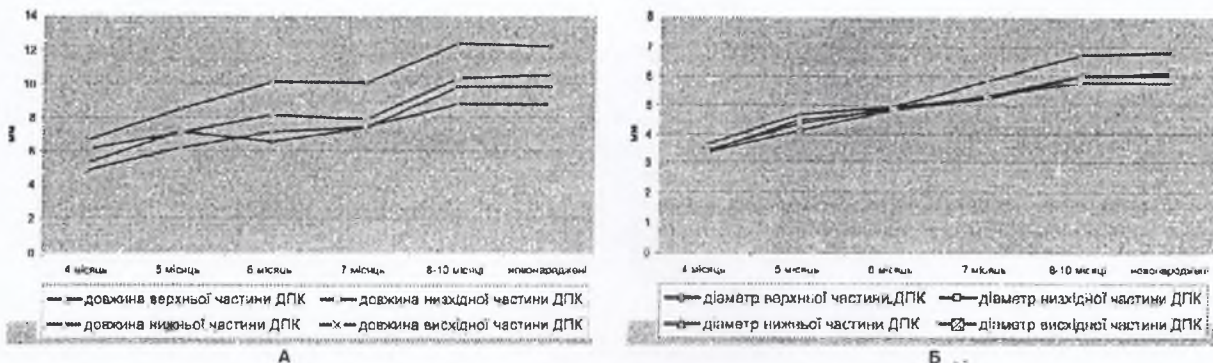 14
12
10
8
6
4
2
0
мм
4 місяць 5 місяць 6 місяць 7 місяць 8-10 місяці новонароджені
довжина верхньої частини ДПК довжина низхідної частини ДПК
довжина нижньої частини ДПК довжина висхідної частини ДПК
А
8
7
6
5
4
3
2
1
0
мм
4 місяць 5 місяць 6 місяць 7 місяць 8-10 місяці новонароджені
діаметр верхньої частини ДПК діаметр низхідної частини ДПК
діаметр нижньої частини ДПК діаметр висхідної частини ДПК
Б